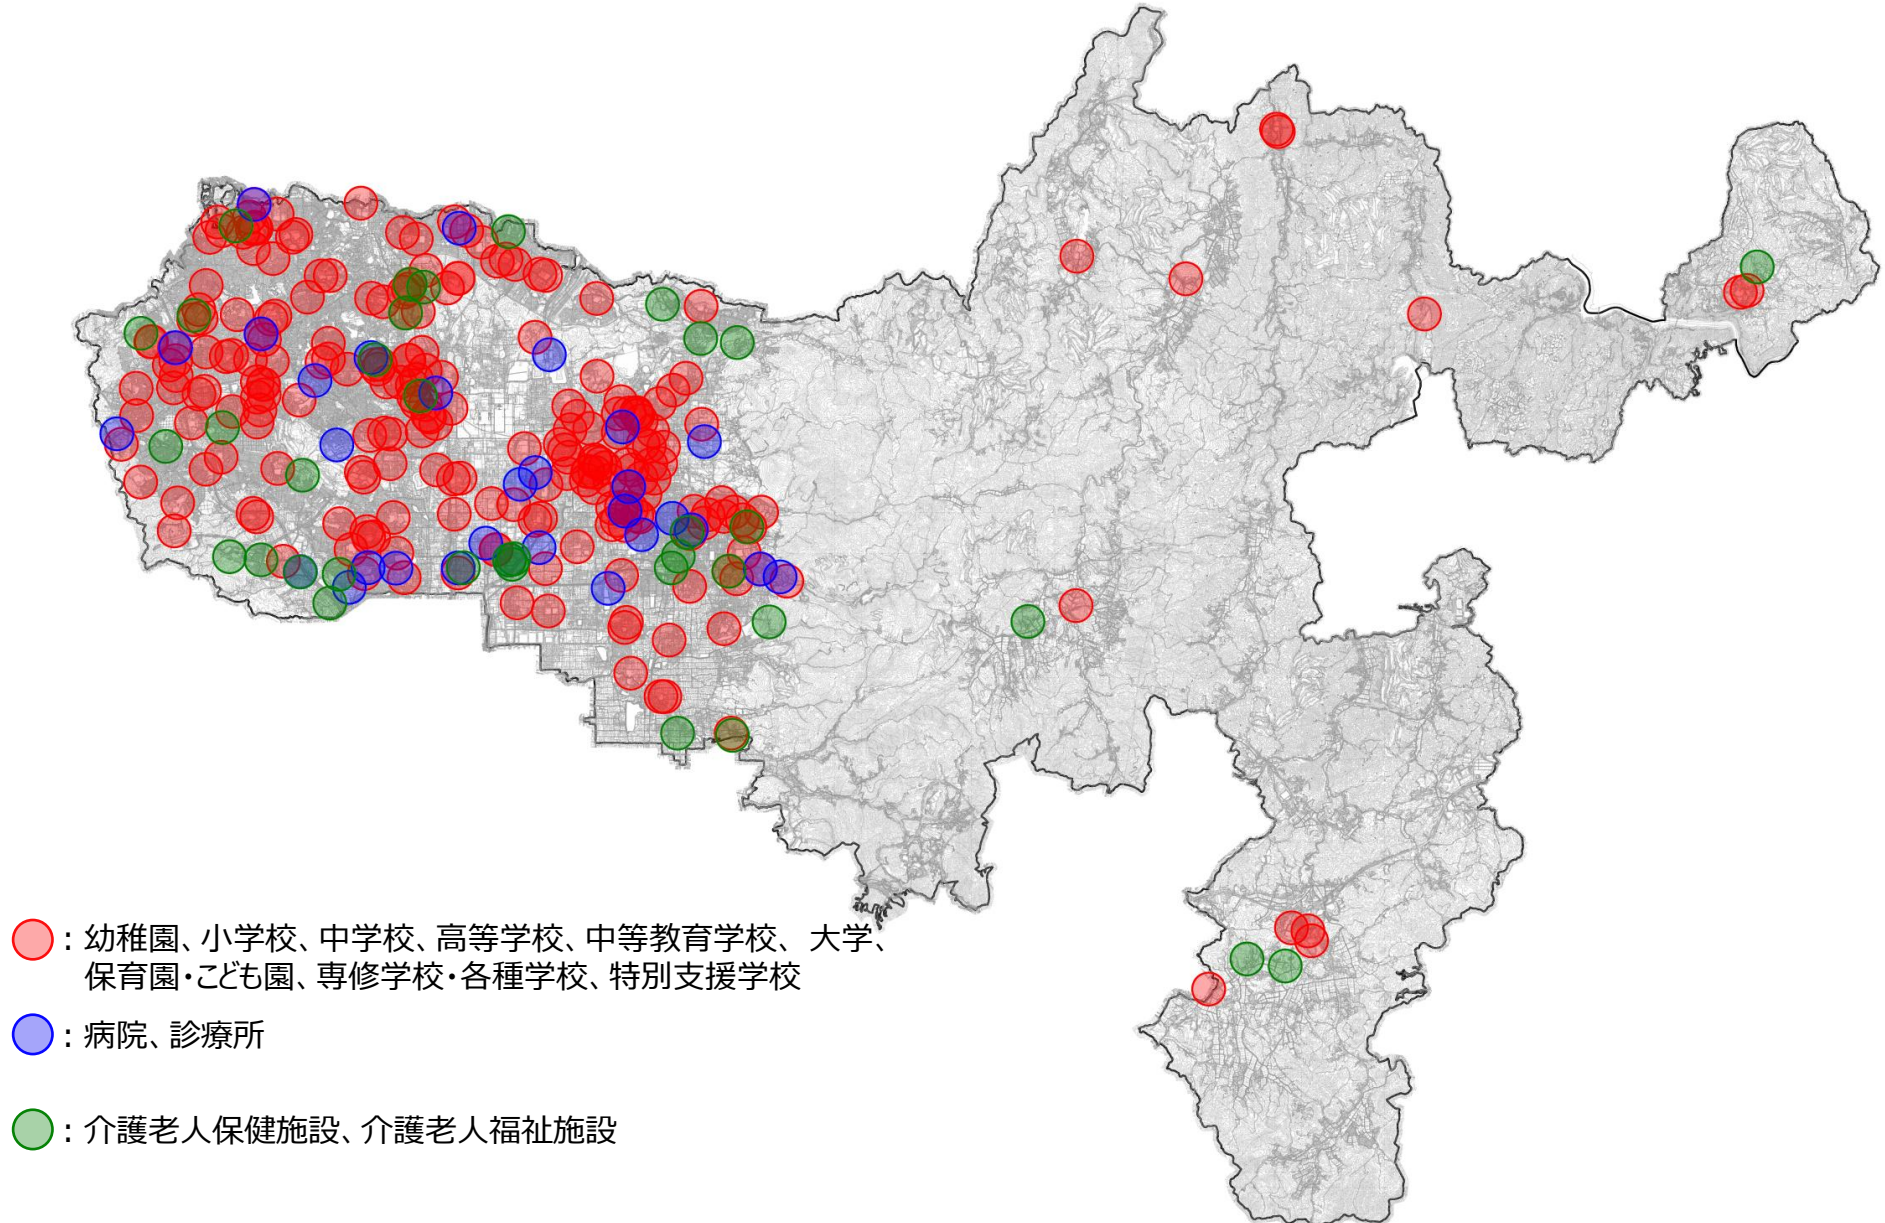 ：幼稚園、小学校、中学校、高等学校、中等教育学校、 大学、
保育園・こども園、専修学校・各種学校、特別支援学校
：病院、診療所
：介護老人保健施設、介護老人福祉施設